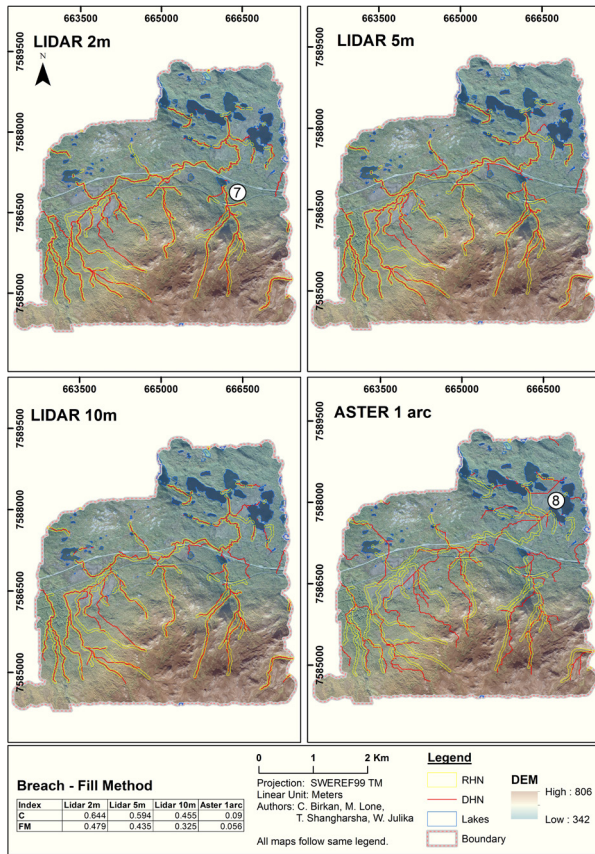 663500 665000 666500
663500 665000 666500
LIDAR 2m
LIDAR 5m
N
7589500
7588000
7586500
7585000
7589500
7588000
7586500
7585000
7
663500 665000 666500
663500 665000 666500
LIDAR 10m
ASTER 1 arc
7589500
7588000
7586500
7585000
7589500
7588000
7586500
7585000
8
Breach - Fill Method
Index Lidar 2m Lidar 5m Lidar 10m Aster 1arc
C 0.644 0.594 0.455 0.09
FM 0.479 0.435 0.325 0.056
0 1 2 Km
Projection: SWEREF99 TM
Linear Unit: Meters
Authors: C. Birkan, M. Lone,
T. Shangharsha, W. Julika
All maps follow same legend.
Legend
RHN
DHN
Lakes
Boundary
DEM
High : 806
Low : 342